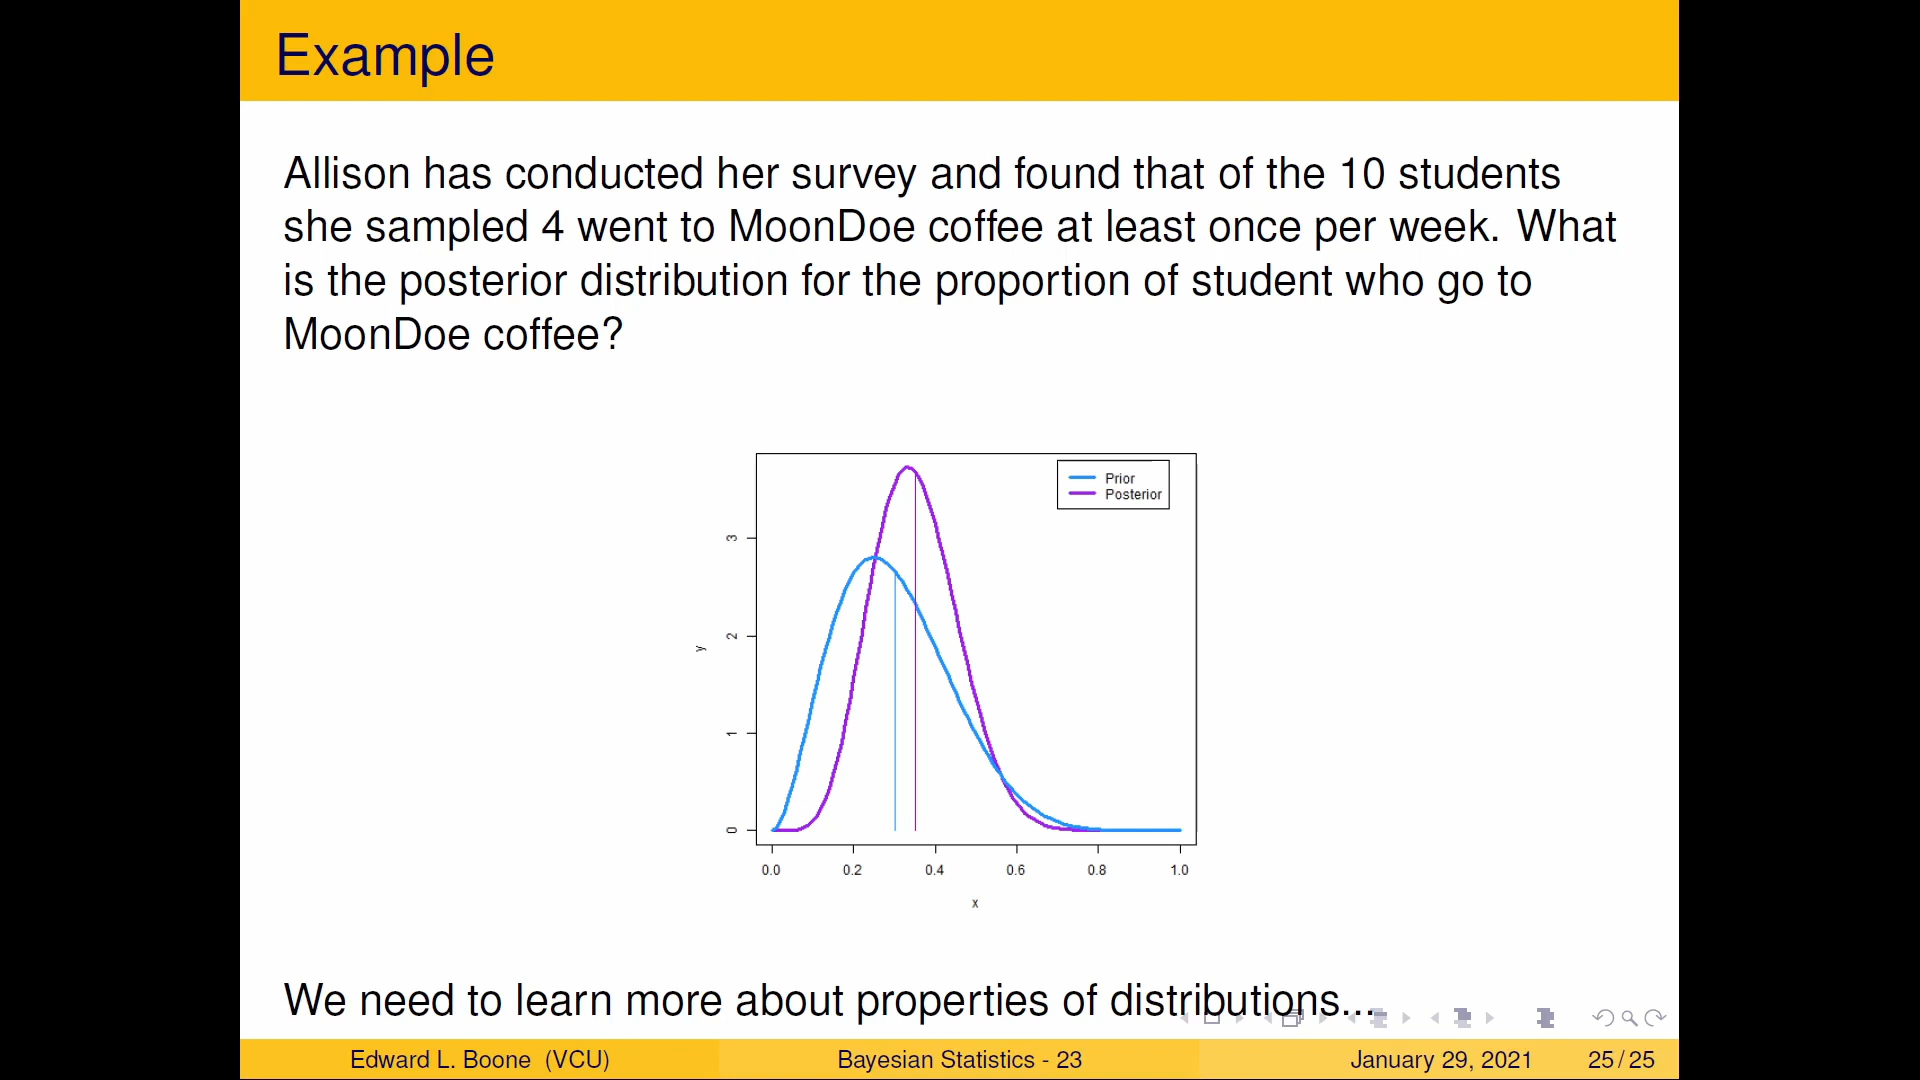 Example
Allison has conducted her survey and found that of the 10 students
she sampled 4 went to MoonDoe coffee at least once per week. What
is the posterior distribution for the proportion of student who go to
MoonDoe coffee?
Prior
Posterior
3
2
1
0
y
0.0 0.2 0.4 0.6 0.8 1.0
x
We need to learn more about properties of distributions...
Edward L. Boone (VCU) Bayesian Statistics - 23 January 29, 2021 25 / 25